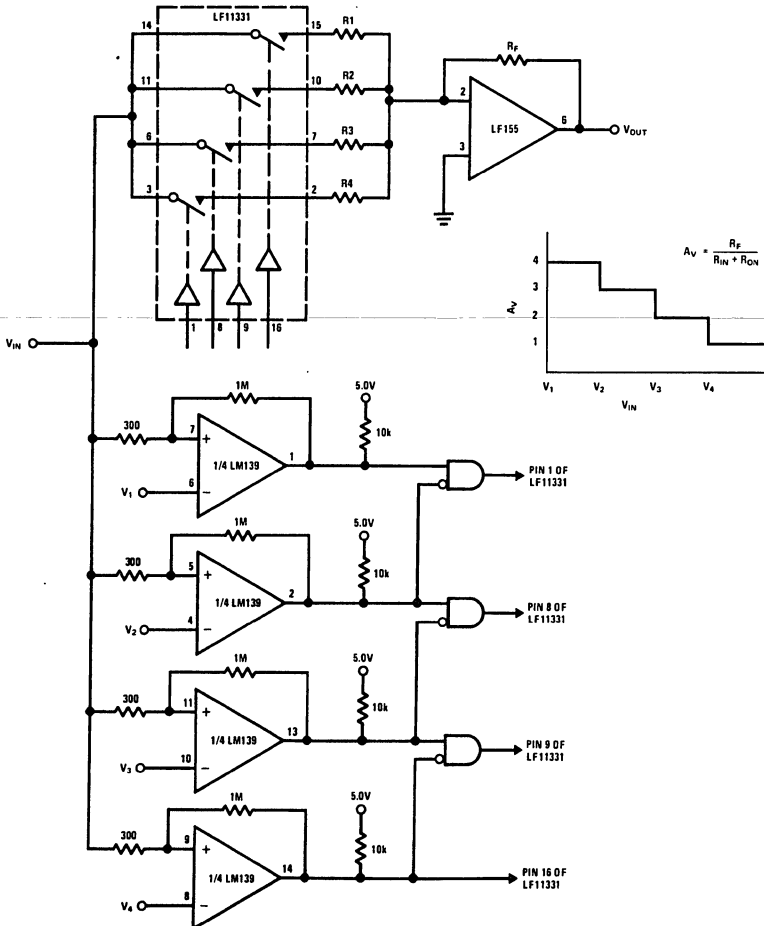 LF11331
14
15
R1
11
10
R2
6
7
R3
3
2
R4
RF
2
6
LF155
3
VOUT
1
8
9
16
AV = RF / (RIN + RON)
4
3
2
1
AV
V1
V2
V3
V4
VIN
VIN
1M
5.0V
300
7
+
10k
1
1/4 LM139
6
−
V1
PIN 1 OF
LF11331
1M
5.0V
300
5
+
10k
2
1/4 LM139
4
−
V2
PIN 8 OF
LF11331
1M
5.0V
300
11
+
10k
13
1/4 LM139
10
−
V3
PIN 9 OF
LF11331
1M
5.0V
300
9
+
10k
14
1/4 LM139
8
−
V4
PIN 16 OF
LF11331